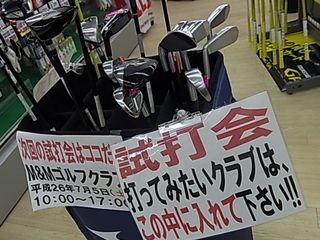 次回の試打会はココだ
M&Mゴルフクラ
平成26年7月5日(土
10:00〜17:0
試打会
打ってみたいクラブは、
この中に入れて下さい!!